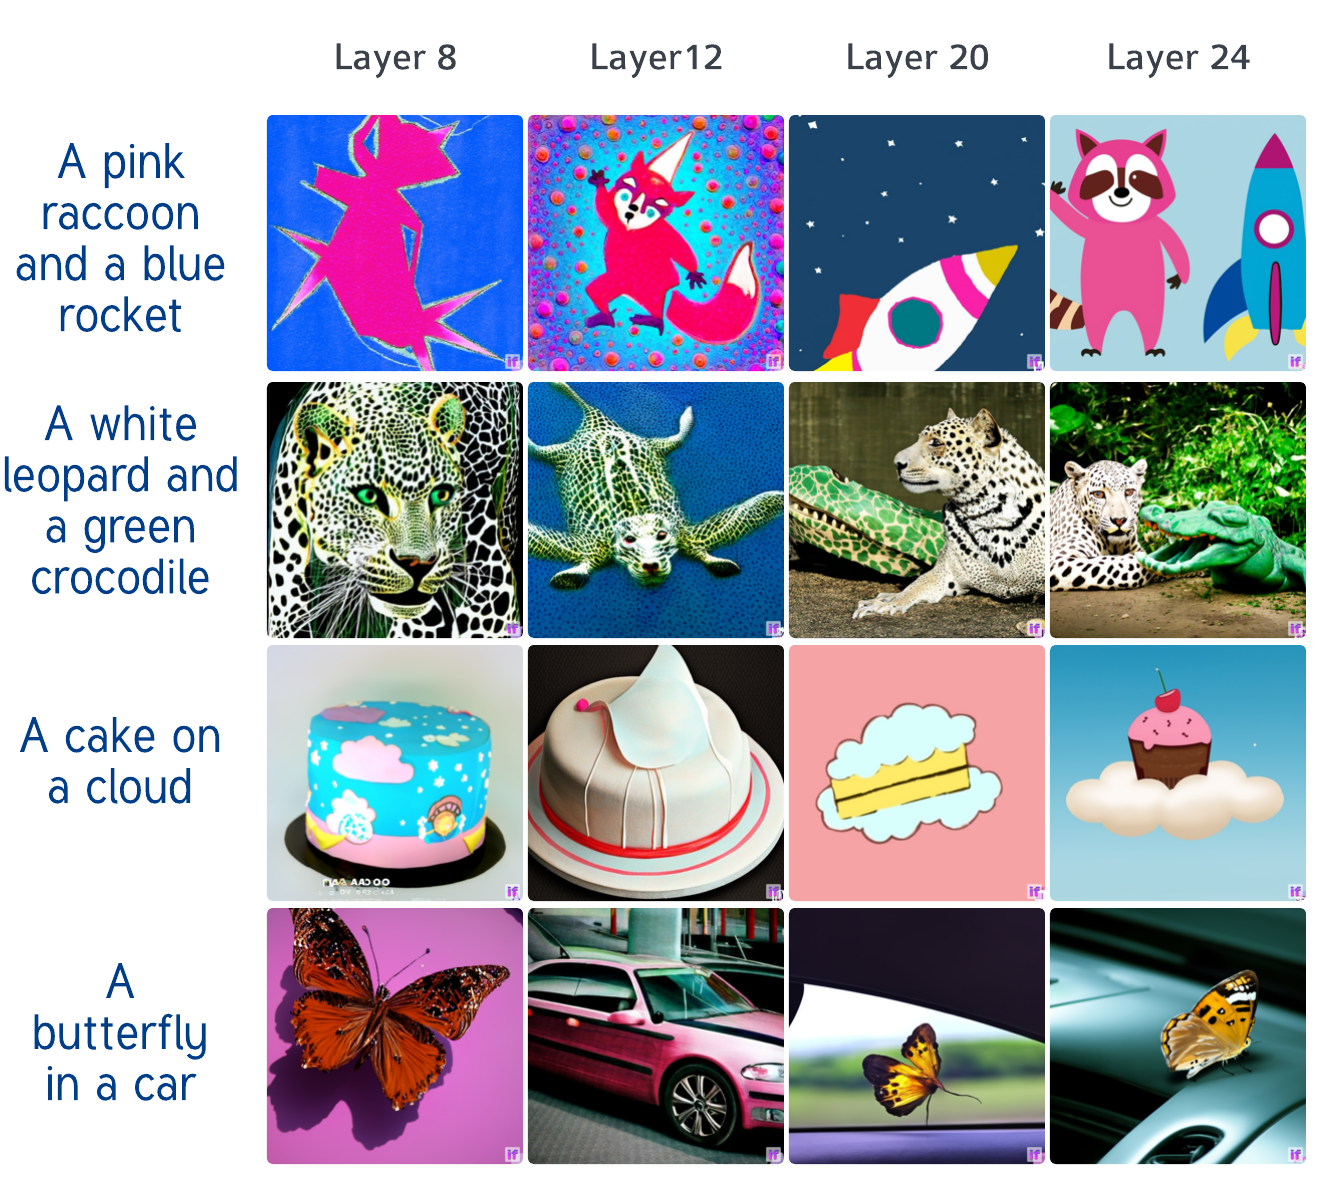 Layer 8
Layer12
Layer 20
Layer 24
A pink
raccoon
and a blue
rocket
if
if
if
if
A white
leopard and
a green
crocodile
if
if
if
if
A cake on
a cloud
if
if
if
if
A
butterfly
in a car
if
if
if
if